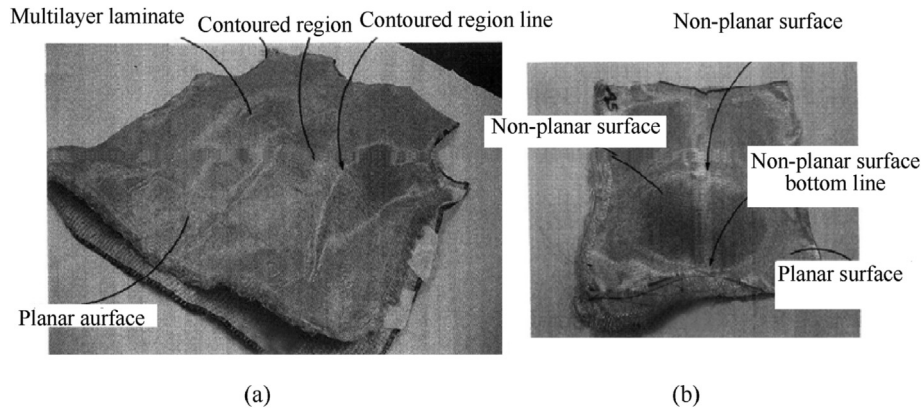 Multilayer laminate
Contoured region
Contoured region line
Planar aurface
(a)
Non-planar surface
Non-planar surface
Non-planar surface
bottom line
Planar surface
(b)